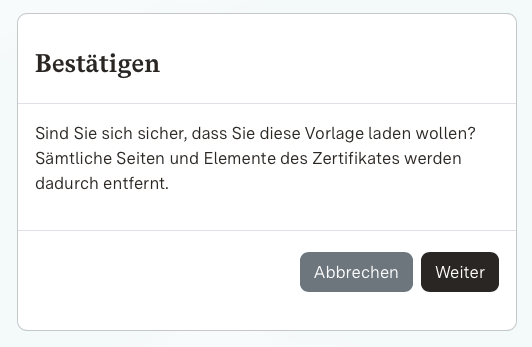 Bestätigen
Sind Sie sich sicher, dass Sie diese Vorlage laden wollen?
Sämtliche Seiten und Elemente des Zertifikates werden
dadurch entfernt.
Abbrechen
Weiter